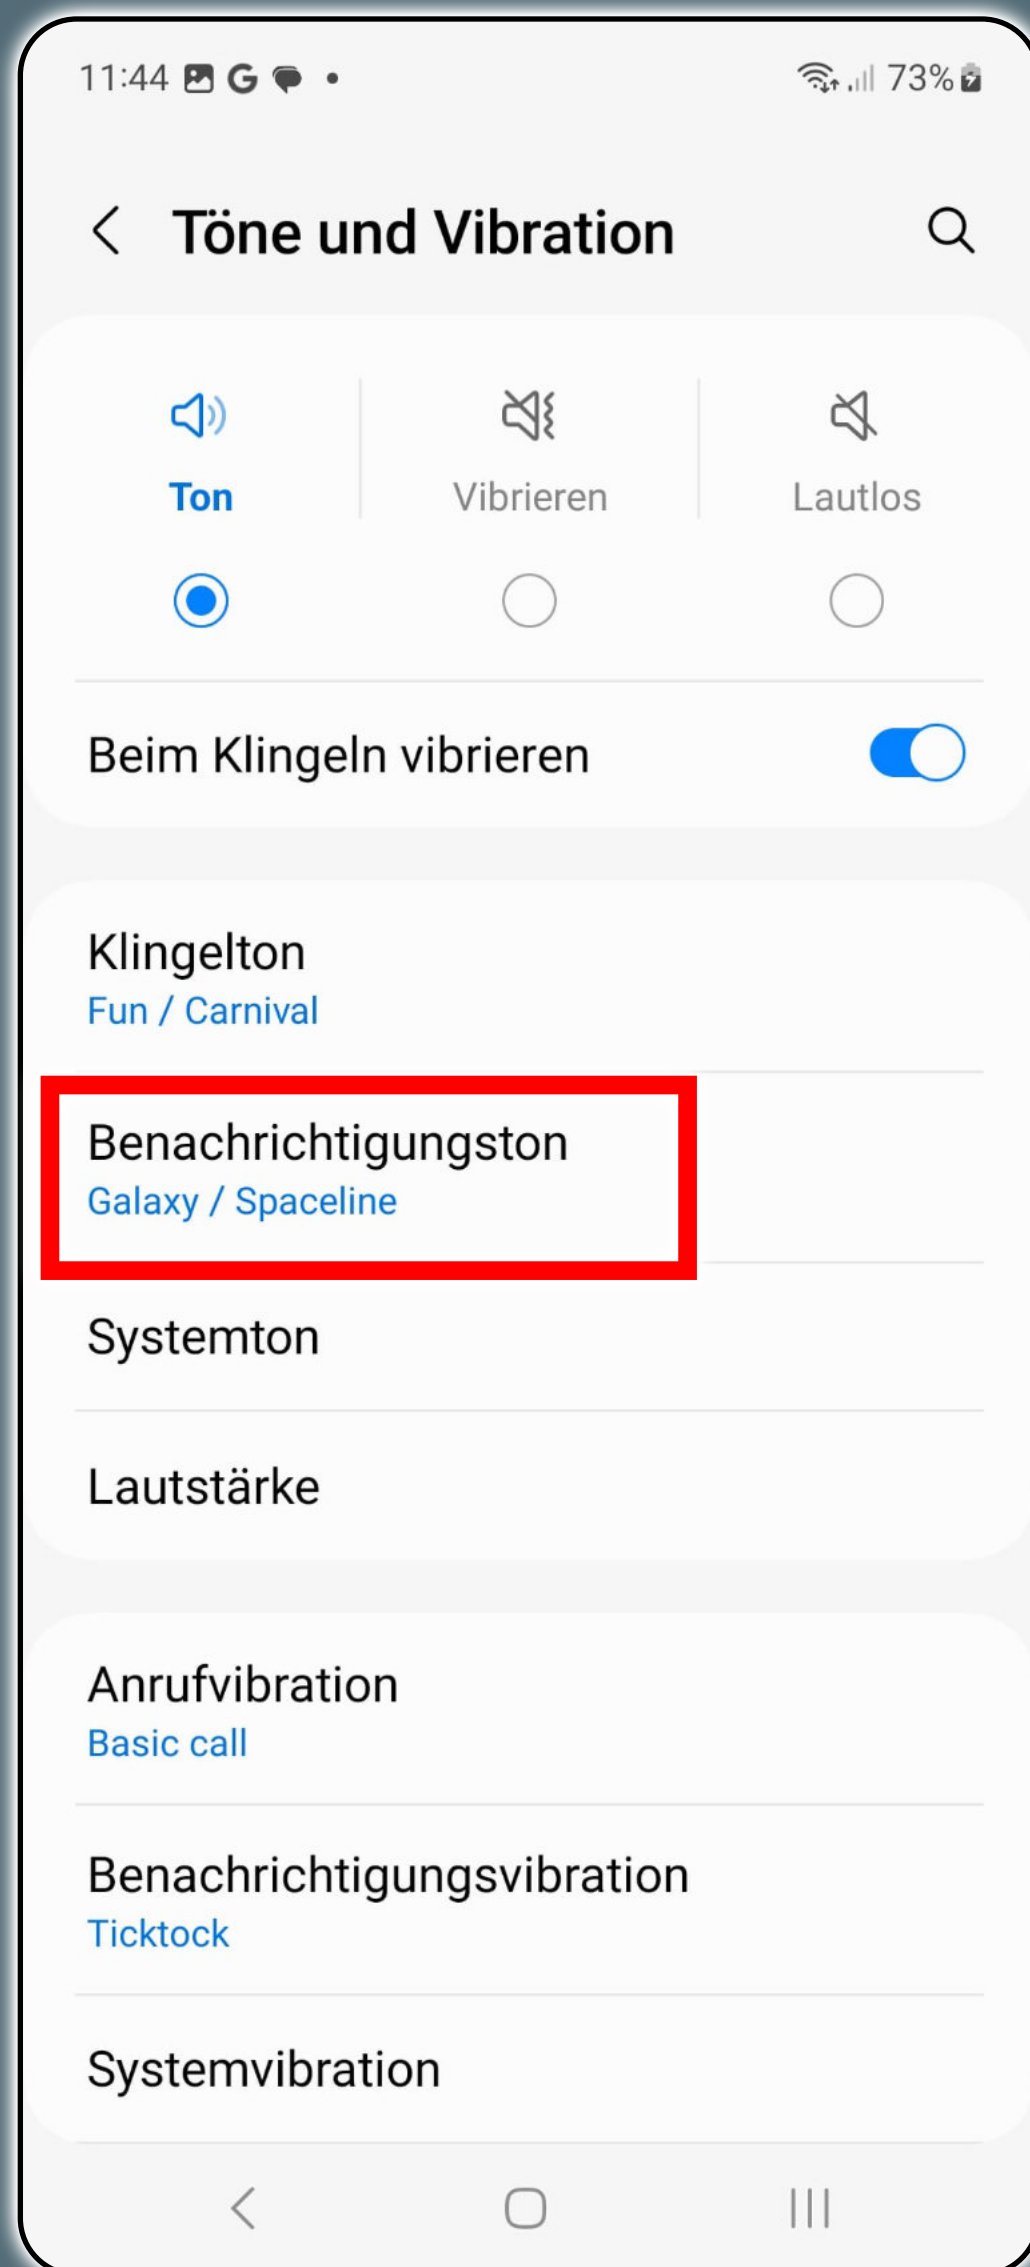 11:44 G 73%
Töne und Vibration
Ton Vibrieren Lautlos
Beim Klingeln vibrieren
Klingelton
Fun / Carnival
Benachrichtigungston
Galaxy / Spaceline
Systemton
Lautstärke
Anrufvibration
Basic call
Benachrichtigungsvibration
Ticktock
Systemvibration